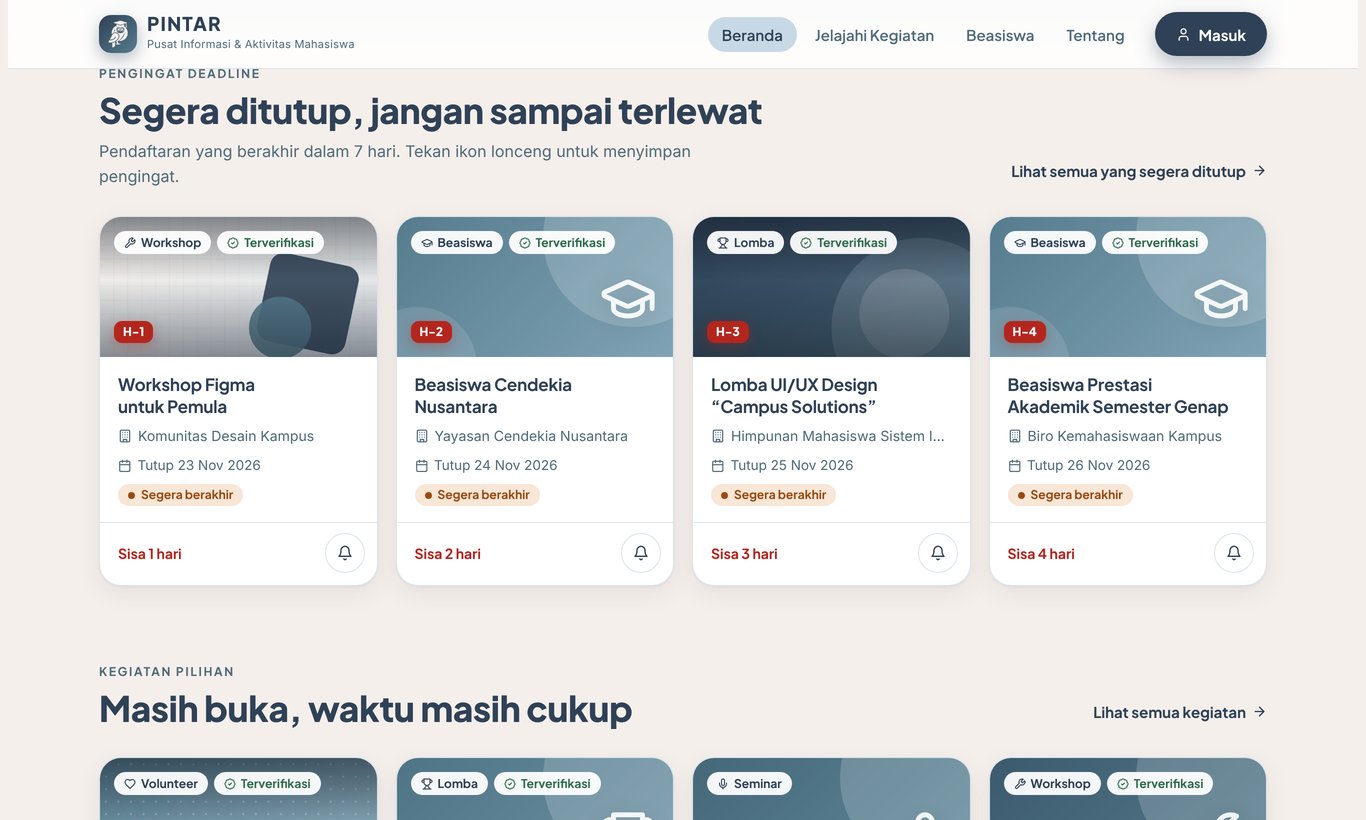 PINTAR
Pusat Informasi & Aktivitas Mahasiswa
Beranda
Jelajahi Kegiatan
Beasiswa
Tentang
Masuk
PENGINGAT DEADLINE
Segera ditutup, jangan sampai terlewat
Pendaftaran yang berakhir dalam 7 hari. Tekan ikon lonceng untuk menyimpan
pengingat.
Lihat semua yang segera ditutup →
Workshop
Terverifikasi
H-1
Workshop Figma
untuk Pemula
Komunitas Desain Kampus
Tutup 23 Nov 2026
Segera berakhir
Sisa 1 hari
Beasiswa
Terverifikasi
H-2
Beasiswa Cendekia
Nusantara
Yayasan Cendekia Nusantara
Tutup 24 Nov 2026
Segera berakhir
Sisa 2 hari
Lomba
Terverifikasi
H-3
Lomba UI/UX Design
“Campus Solutions”
Himpunan Mahasiswa Sistem I...
Tutup 25 Nov 2026
Segera berakhir
Sisa 3 hari
Beasiswa
Terverifikasi
H-4
Beasiswa Prestasi
Akademik Semester Genap
Biro Kemahasiswaan Kampus
Tutup 26 Nov 2026
Segera berakhir
Sisa 4 hari
KEGIATAN PILIHAN
Masih buka, waktu masih cukup
Lihat semua kegiatan →
Volunteer
Terverifikasi
Lomba
Terverifikasi
Seminar
Workshop
Terverifikasi